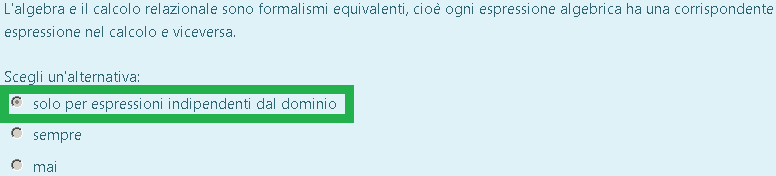 L'algebra e il calcolo relazionale sono formalismi equivalenti, cioè ogni espressione algebrica ha una corrispondente
espressione nel calcolo e viceversa.
Scegli un'alternativa:
solo per espressioni indipendenti dal dominio
sempre
mai